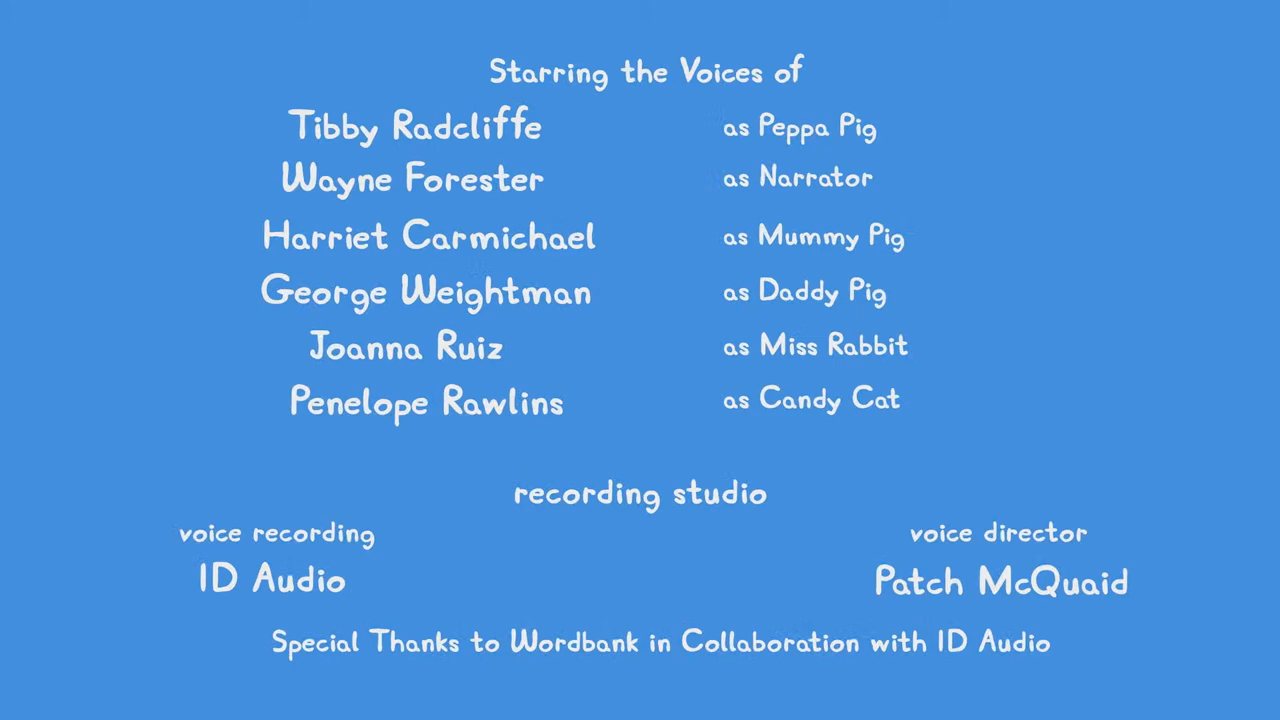 Starring the Voices of
Tibby Radcliffe as Peppa Pig
Wayne Forester as Narrator
Harriet Carmichael as Mummy Pig
George Weightman as Daddy Pig
Joanna Ruiz as Miss Rabbit
Penelope Rawlins as Candy Cat
recording studio
voice recording voice director
ID Audio Patch McQuaid
Special Thanks to Wordbank in Collaboration with ID Audio